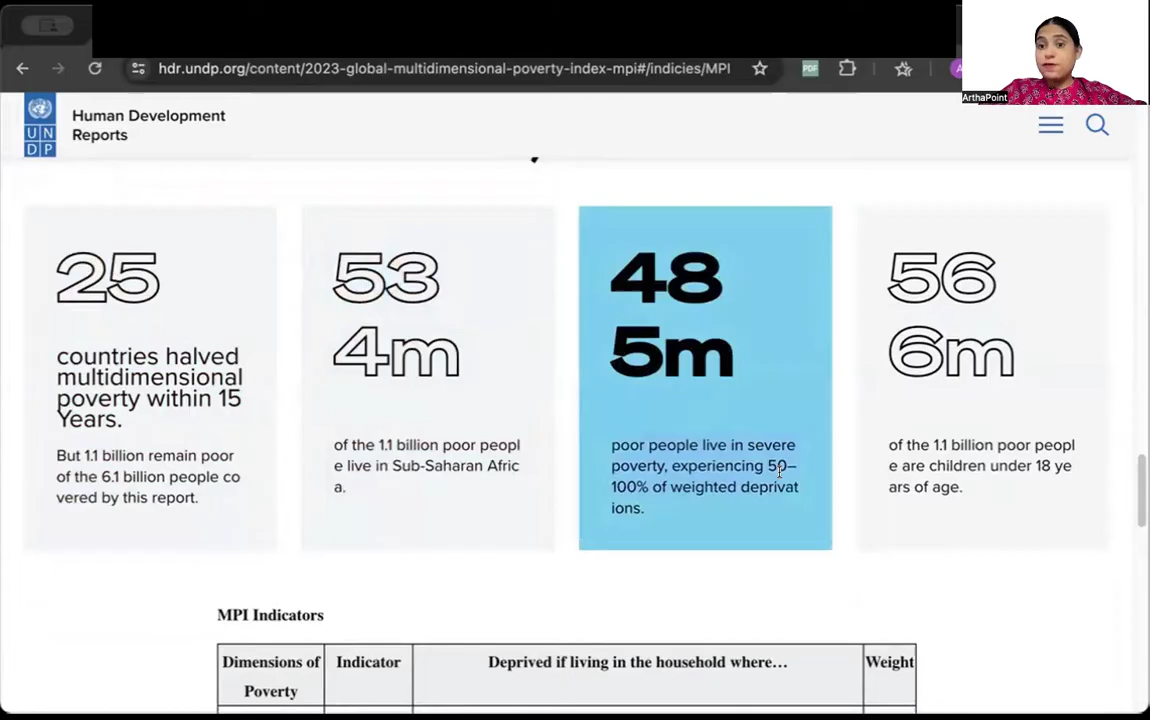 hdr.undp.org/content/2023-global-multidimensional-poverty-index-mpi#/indicies/MPI
PDF
A
ArthaPoint
UN
DP
Human Development
Reports
25
countries halved
multidimensional
poverty within 15
Years.
But 1.1 billion remain poor
of the 6.1 billion people co
vered by this report.
53
4m
of the 1.1 billion poor peopl
e live in Sub-Saharan Afric
a.
48
5m
poor people live in severe
poverty, experiencing 50–
100% of weighted deprivat
ions.
56
6m
of the 1.1 billion poor peopl
e are children under 18 ye
ars of age.
MPI Indicators
Dimensions of
Poverty
Indicator
Deprived if living in the household where…
Weight